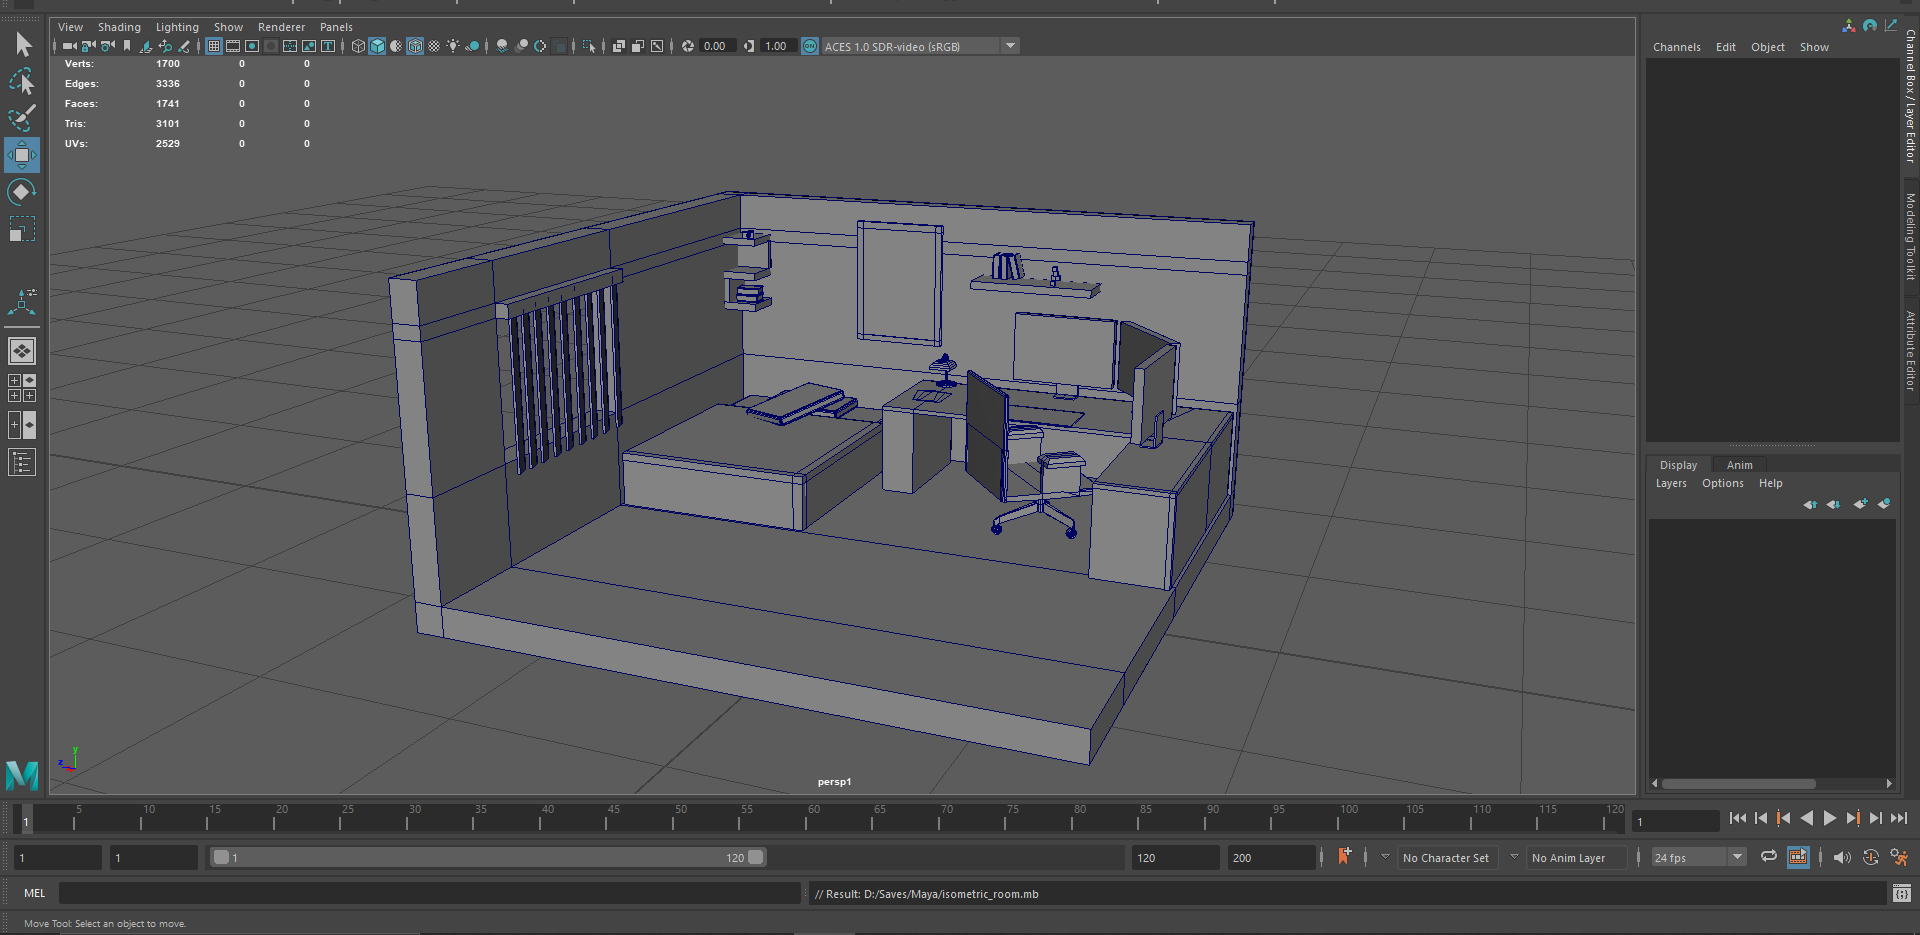 View Shading Lighting Show Renderer Panels
0.00 1.00 ON ACES 1.0 SDR-video (sRGB)
Verts: 1700 0 0
Edges: 3336 0 0
Faces: 1741 0 0
Tris: 3101 0 0
UVs: 2529 0 0
y
z
persp1
Channels Edit Object Show
Channel Box / Layer Editor
Modeling Toolkit
Attribute Editor
Display Anim
Layers Options Help
M
1 5 10 15 20 25 30 35 40 45 50 55 60 65 70 75 80 85 90 95 100 105 110 115 120 1
1 1 1 120 120 200 No Character Set No Anim Layer 24 fps
MEL // Result: D:/Saves/Maya/isometric_room.mb
Move Tool: Select an object to move.